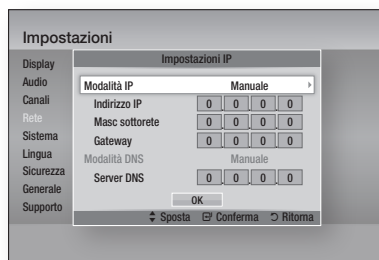 Impostazioni
Display
Audio
Canali
Rete
Sistema
Lingua
Sicurezza
Generale
Supporto
Impostazioni IP
Modalità IP Manuale
Indirizzo IP 0 . 0 . 0 . 0
Masc sottorete 0 . 0 . 0 . 0
Gateway 0 . 0 . 0 . 0
Modalità DNS Manuale
Server DNS 0 . 0 . 0 . 0
OK
Sposta Conferma Ritorna